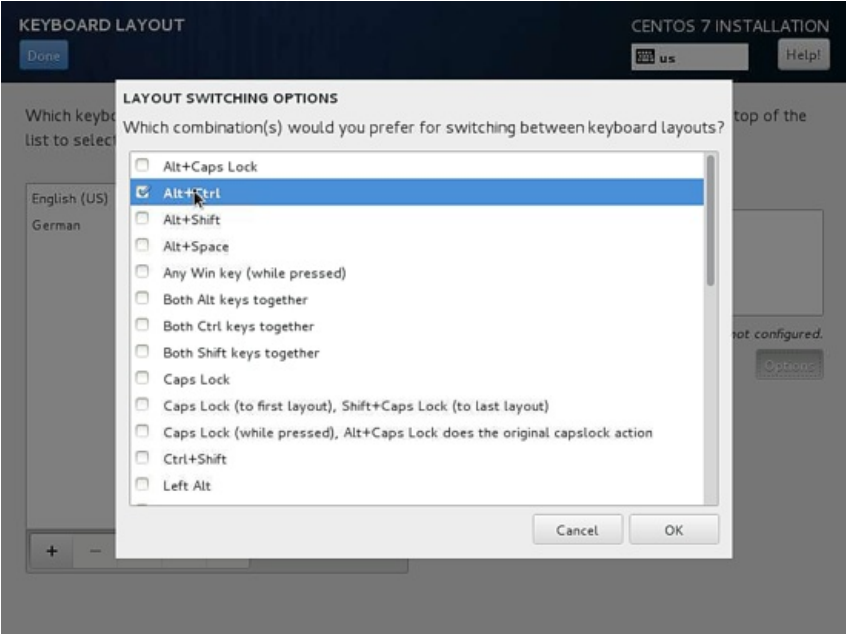 KEYBOARD LAYOUT
CENTOS 7 INSTALLATION
Done
us
Help!
Which keybo
top of the
list to select
LAYOUT SWITCHING OPTIONS
Which combination(s) would you prefer for switching between keyboard layouts?
English (US)
German
Alt+Caps Lock
Alt+Ctrl
Alt+Shift
Alt+Space
Any Win key (while pressed)
Both Alt keys together
Both Ctrl keys together
Both Shift keys together
Caps Lock
Caps Lock (to first layout), Shift+Caps Lock (to last layout)
Caps Lock (while pressed), Alt+Caps Lock does the original capslock action
Ctrl+Shift
Left Alt
not configured.
Options
Cancel
OK